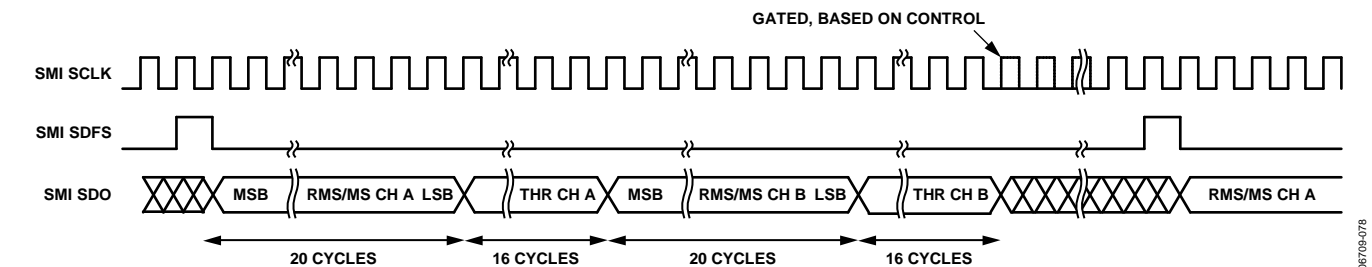 GATED, BASED ON CONTROL
SMI SCLK
SMI SDFS
SMI SDO
MSB
RMS/MS CH A LSB
THR CH A
MSB
RMS/MS CH B LSB
THR CH B
RMS/MS CH A
20 CYCLES
16 CYCLES
20 CYCLES
16 CYCLES
06709-078